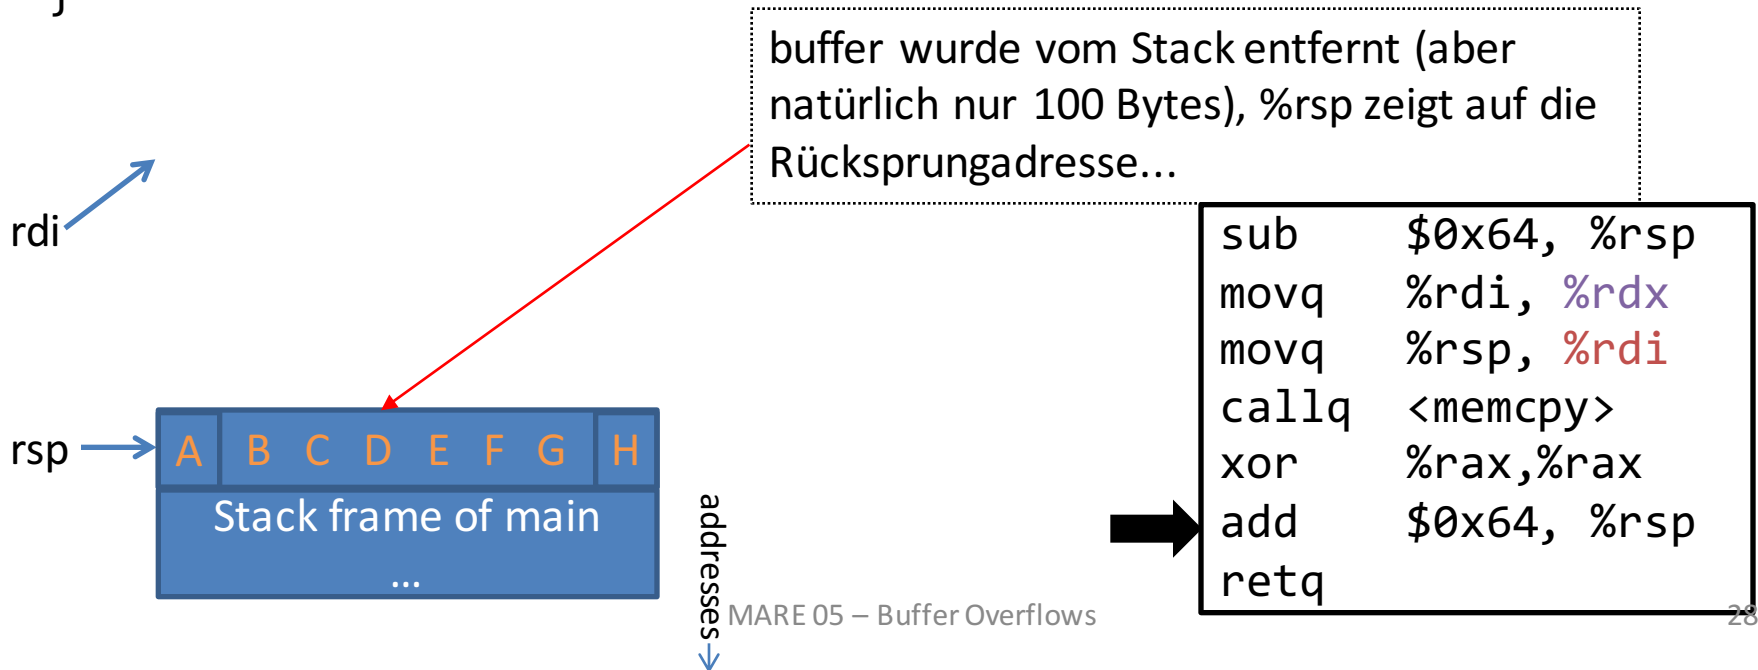 }
buffer wurde vom Stack entfernt (aber
natürlich nur 100 Bytes), %rsp zeigt auf die
Rücksprungadresse...
rdi
sub $0x64, %rsp
movq %rdi, %rdx
movq %rsp, %rdi
callq <memcpy>
xor %rax,%rax
add $0x64, %rsp
retq
rsp
A B C D E F G H
Stack frame of main
...
addresses
MARE 05 – Buffer Overflows
28